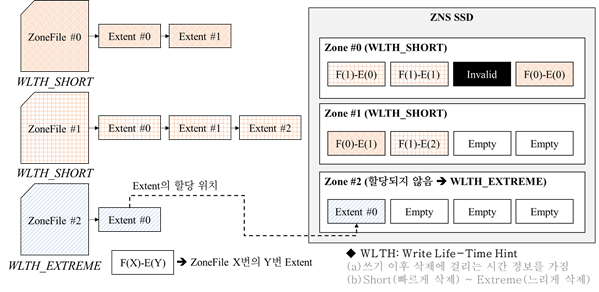 ZoneFile #0
Extent #0
Extent #1
WLTH_SHORT
ZoneFile #1
Extent #0
Extent #1
Extent #2
WLTH_SHORT
Extent의 할당 위치
ZoneFile #2
Extent #0
WLTH_EXTREME
F(X)-E(Y)
➔ ZoneFile X번의 Y번 Extent
ZNS SSD
Zone #0 (WLTH_SHORT)
F(1)-E(0)
F(1)-E(1)
Invalid
F(0)-E(0)
Zone #1 (WLTH_SHORT)
F(0)-E(1)
F(1)-E(2)
Empty
Empty
Zone #2 (할당되지 않음 ➔ WLTH_EXTREME)
Extent #0
Empty
Empty
Empty
◆ WLTH: Write Life-Time Hint
(a)쓰기 이후 삭제에 걸리는 시간 정보를 가짐
(b)Short(빠르게 삭제) ~ Extreme(느리게 삭제)